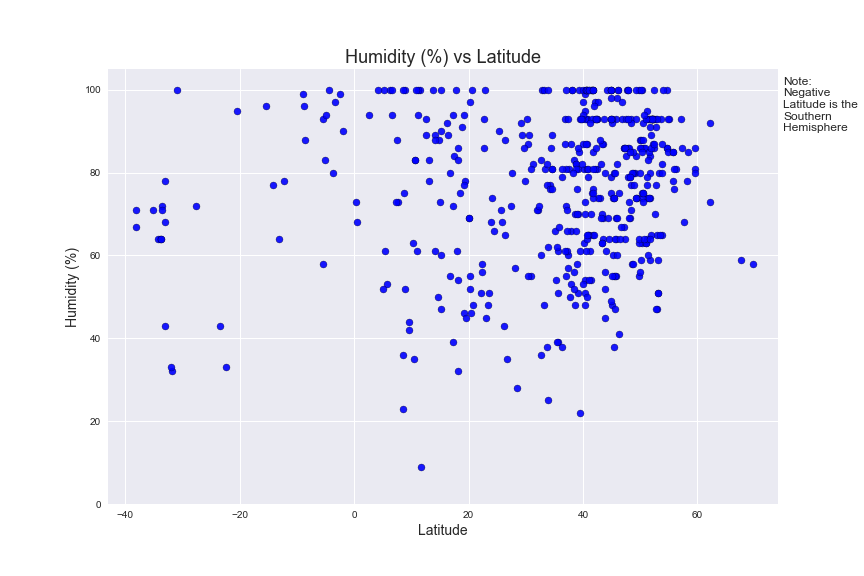 Humidity (%) vs Latitude
Note:
Negative
Latitude is the
Southern
Hemisphere
Humidity (%)
100
80
60
40
20
0
−40
−20
0
20
40
60
Latitude